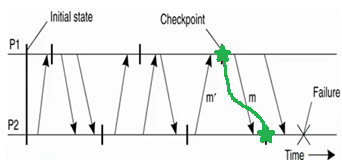 Initial state
Checkpoint
P1
m′
m
Failure
P2
Time